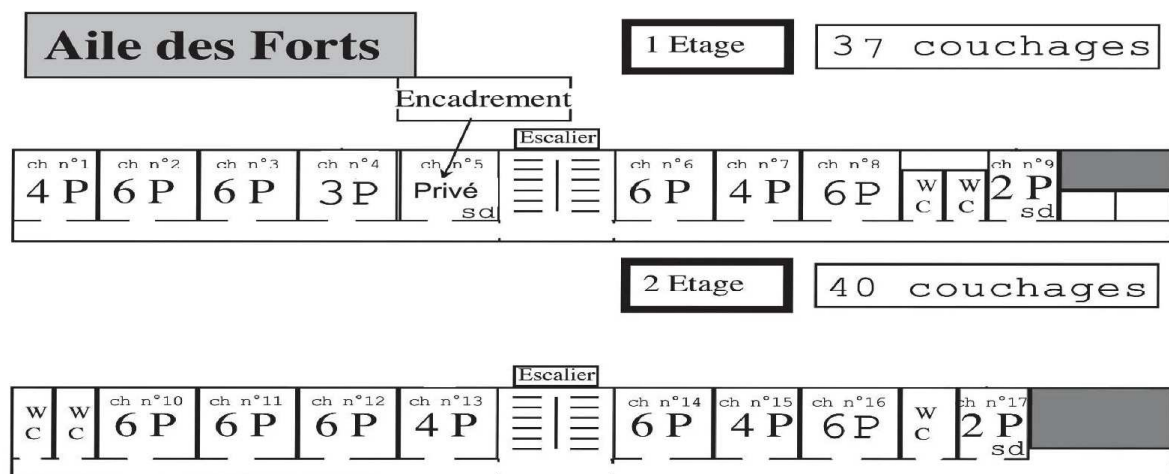 Aile des Forts
1 Etage
37 couchages
Encadrement
Escalier
ch n°1
4 P
ch n°2
6 P
ch n°3
6 P
ch n°4
3P
ch n°5
Privé
sd
ch n°6
6 P
ch n°7
4 P
ch n°8
6P
W
C
W
C
ch n°9
2 P
sd
2 Etage
40 couchages
Escalier
W
C
W
C
ch n°10
6 P
ch n°11
6 P
ch n°12
6 P
ch n°13
4 P
ch n°14
6 P
ch n°15
4 P
ch n°16
6P
W
C
ch n°17
2 P
sd